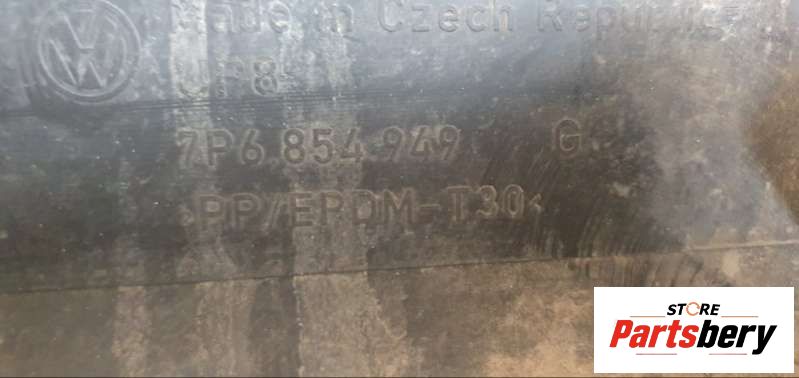 Made in Czech Republic
7P6 854 949 G
>PP/EPDM-T30<
STORE
Partsbery